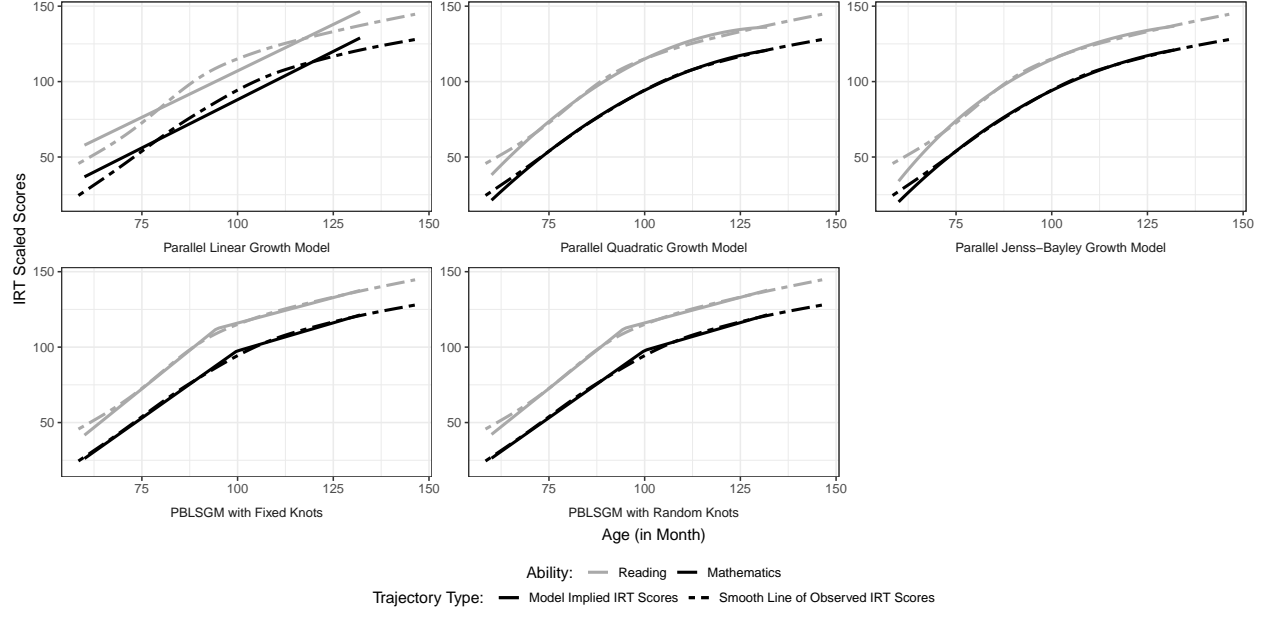 150
100
50
75 100 125 150
Parallel Linear Growth Model
150
100
50
75 100 125 150
Parallel Quadratic Growth Model
150
100
50
75 100 125 150
Parallel Jenss−Bayley Growth Model
IRT Scaled Scores
150
100
50
75 100 125 150
PBLSGM with Fixed Knots
150
100
50
75 100 125 150
PBLSGM with Random Knots
Age (in Month)
Ability: Reading Mathematics
Trajectory Type: Model Implied IRT Scores Smooth Line of Observed IRT Scores